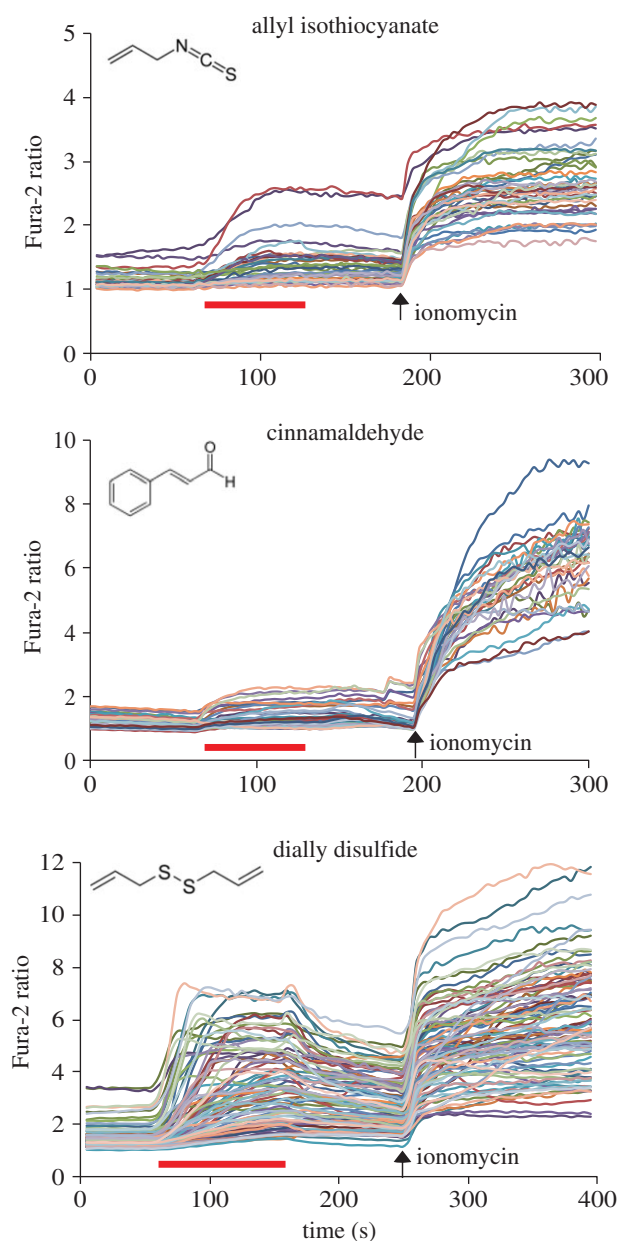 allyl isothiocyanate
N
C
S
5
4
3
2
1
0
Fura-2 ratio
ionomycin
0 100 200 300
cinnamaldehyde
O
H
10
8
6
4
2
0
Fura-2 ratio
ionomycin
0 100 200 300
dially disulfide
S
S
12
10
8
6
4
2
0
Fura-2 ratio
ionomycin
0 100 200 300 400
time (s)